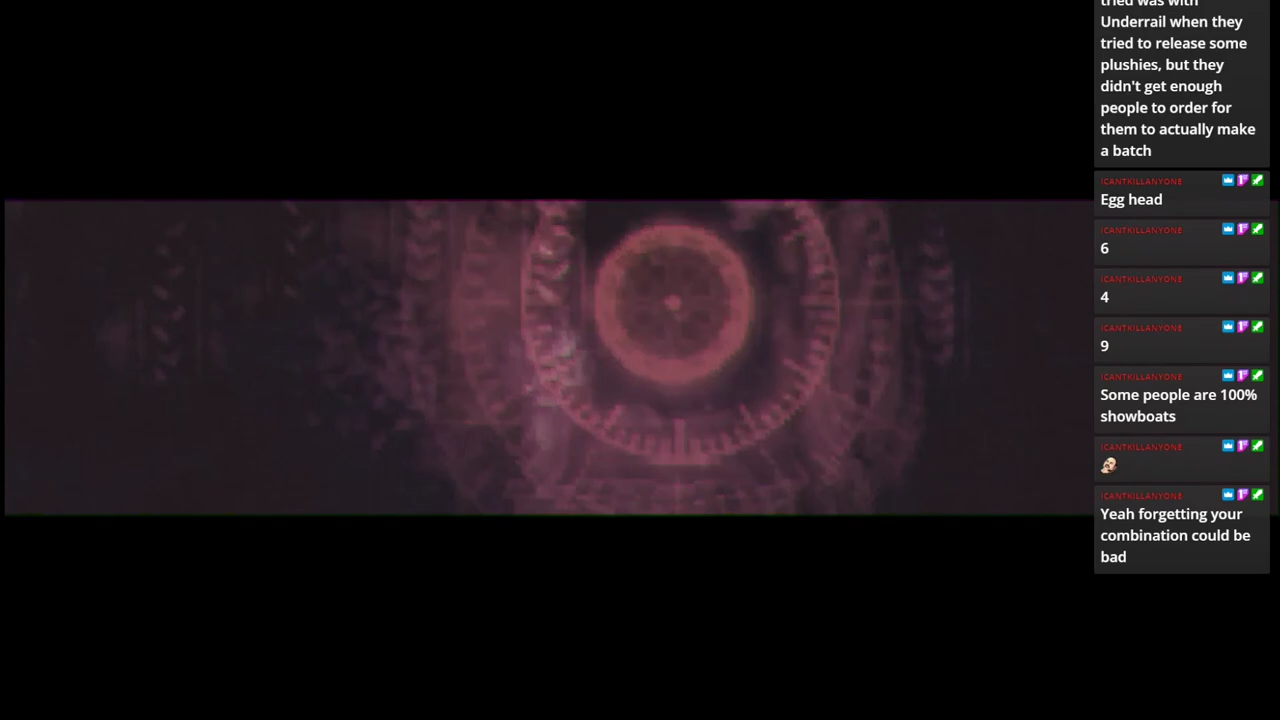 tried was with
Underrail when they
tried to release some
plushies, but they
didn't get enough
people to order for
them to actually make
a batch
ICANTKILLANYONE
Egg head
ICANTKILLANYONE
6
ICANTKILLANYONE
4
ICANTKILLANYONE
9
ICANTKILLANYONE
Some people are 100%
showboats
ICANTKILLANYONE
ICANTKILLANYONE
Yeah forgetting your
combination could be
bad